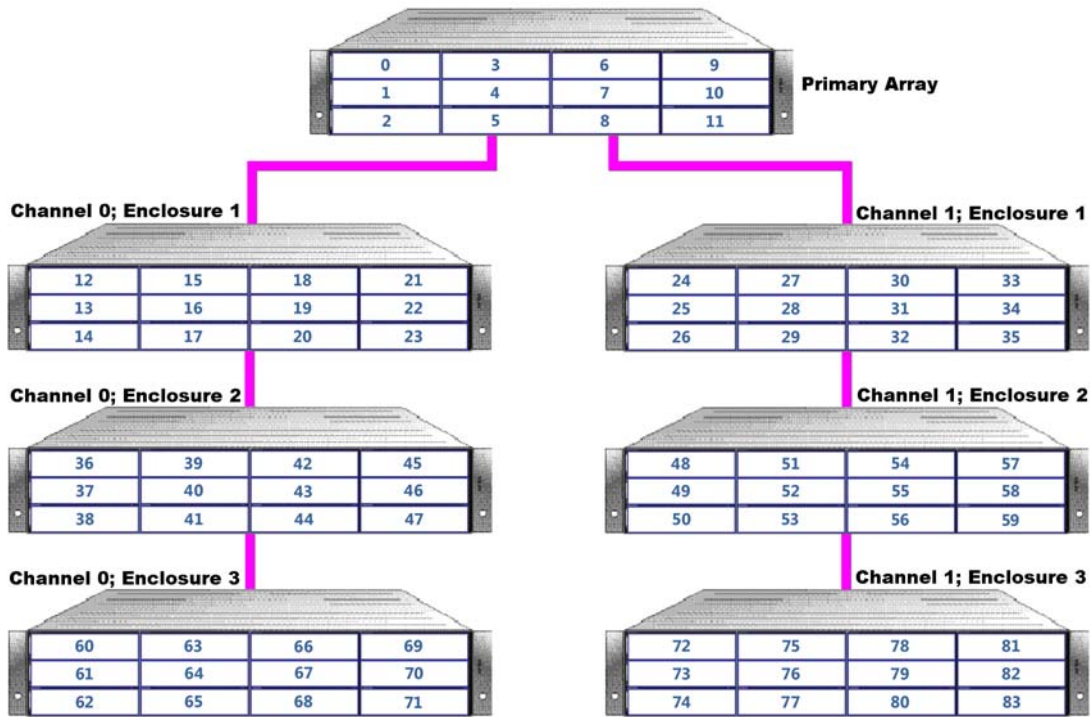 0 3 6 9
1 4 7 10
2 5 8 11
Primary Array
Channel 0; Enclosure 1
12 15 18 21
13 16 19 22
14 17 20 23
Channel 1; Enclosure 1
24 27 30 33
25 28 31 34
26 29 32 35
Channel 0; Enclosure 2
36 39 42 45
37 40 43 46
38 41 44 47
Channel 1; Enclosure 2
48 51 54 57
49 52 55 58
50 53 56 59
Channel 0; Enclosure 3
60 63 66 69
61 64 67 70
62 65 68 71
Channel 1; Enclosure 3
72 75 78 81
73 76 79 82
74 77 80 83